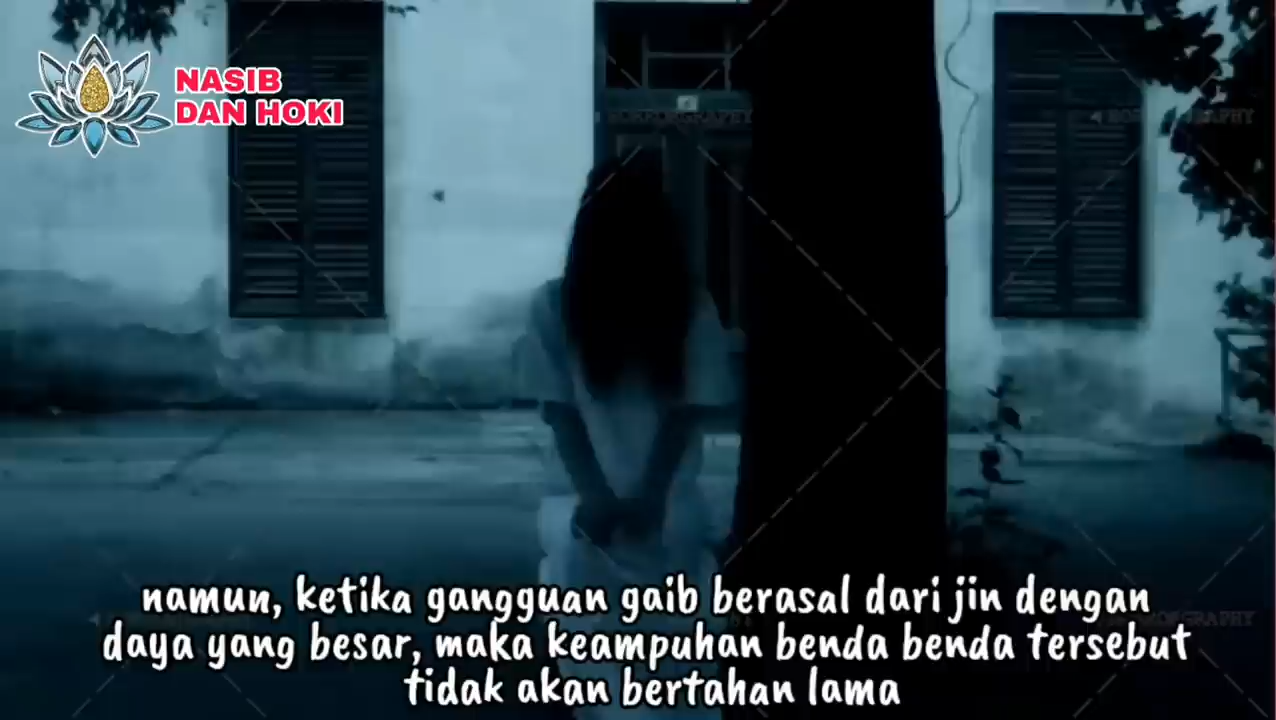 NASIB
DAN HOKI
HORRORGRAPHY
namun, ketika gangguan gaib berasal dari jin dengan
daya yang besar, maka keampuhan benda benda tersebut
tidak akan bertahan lama